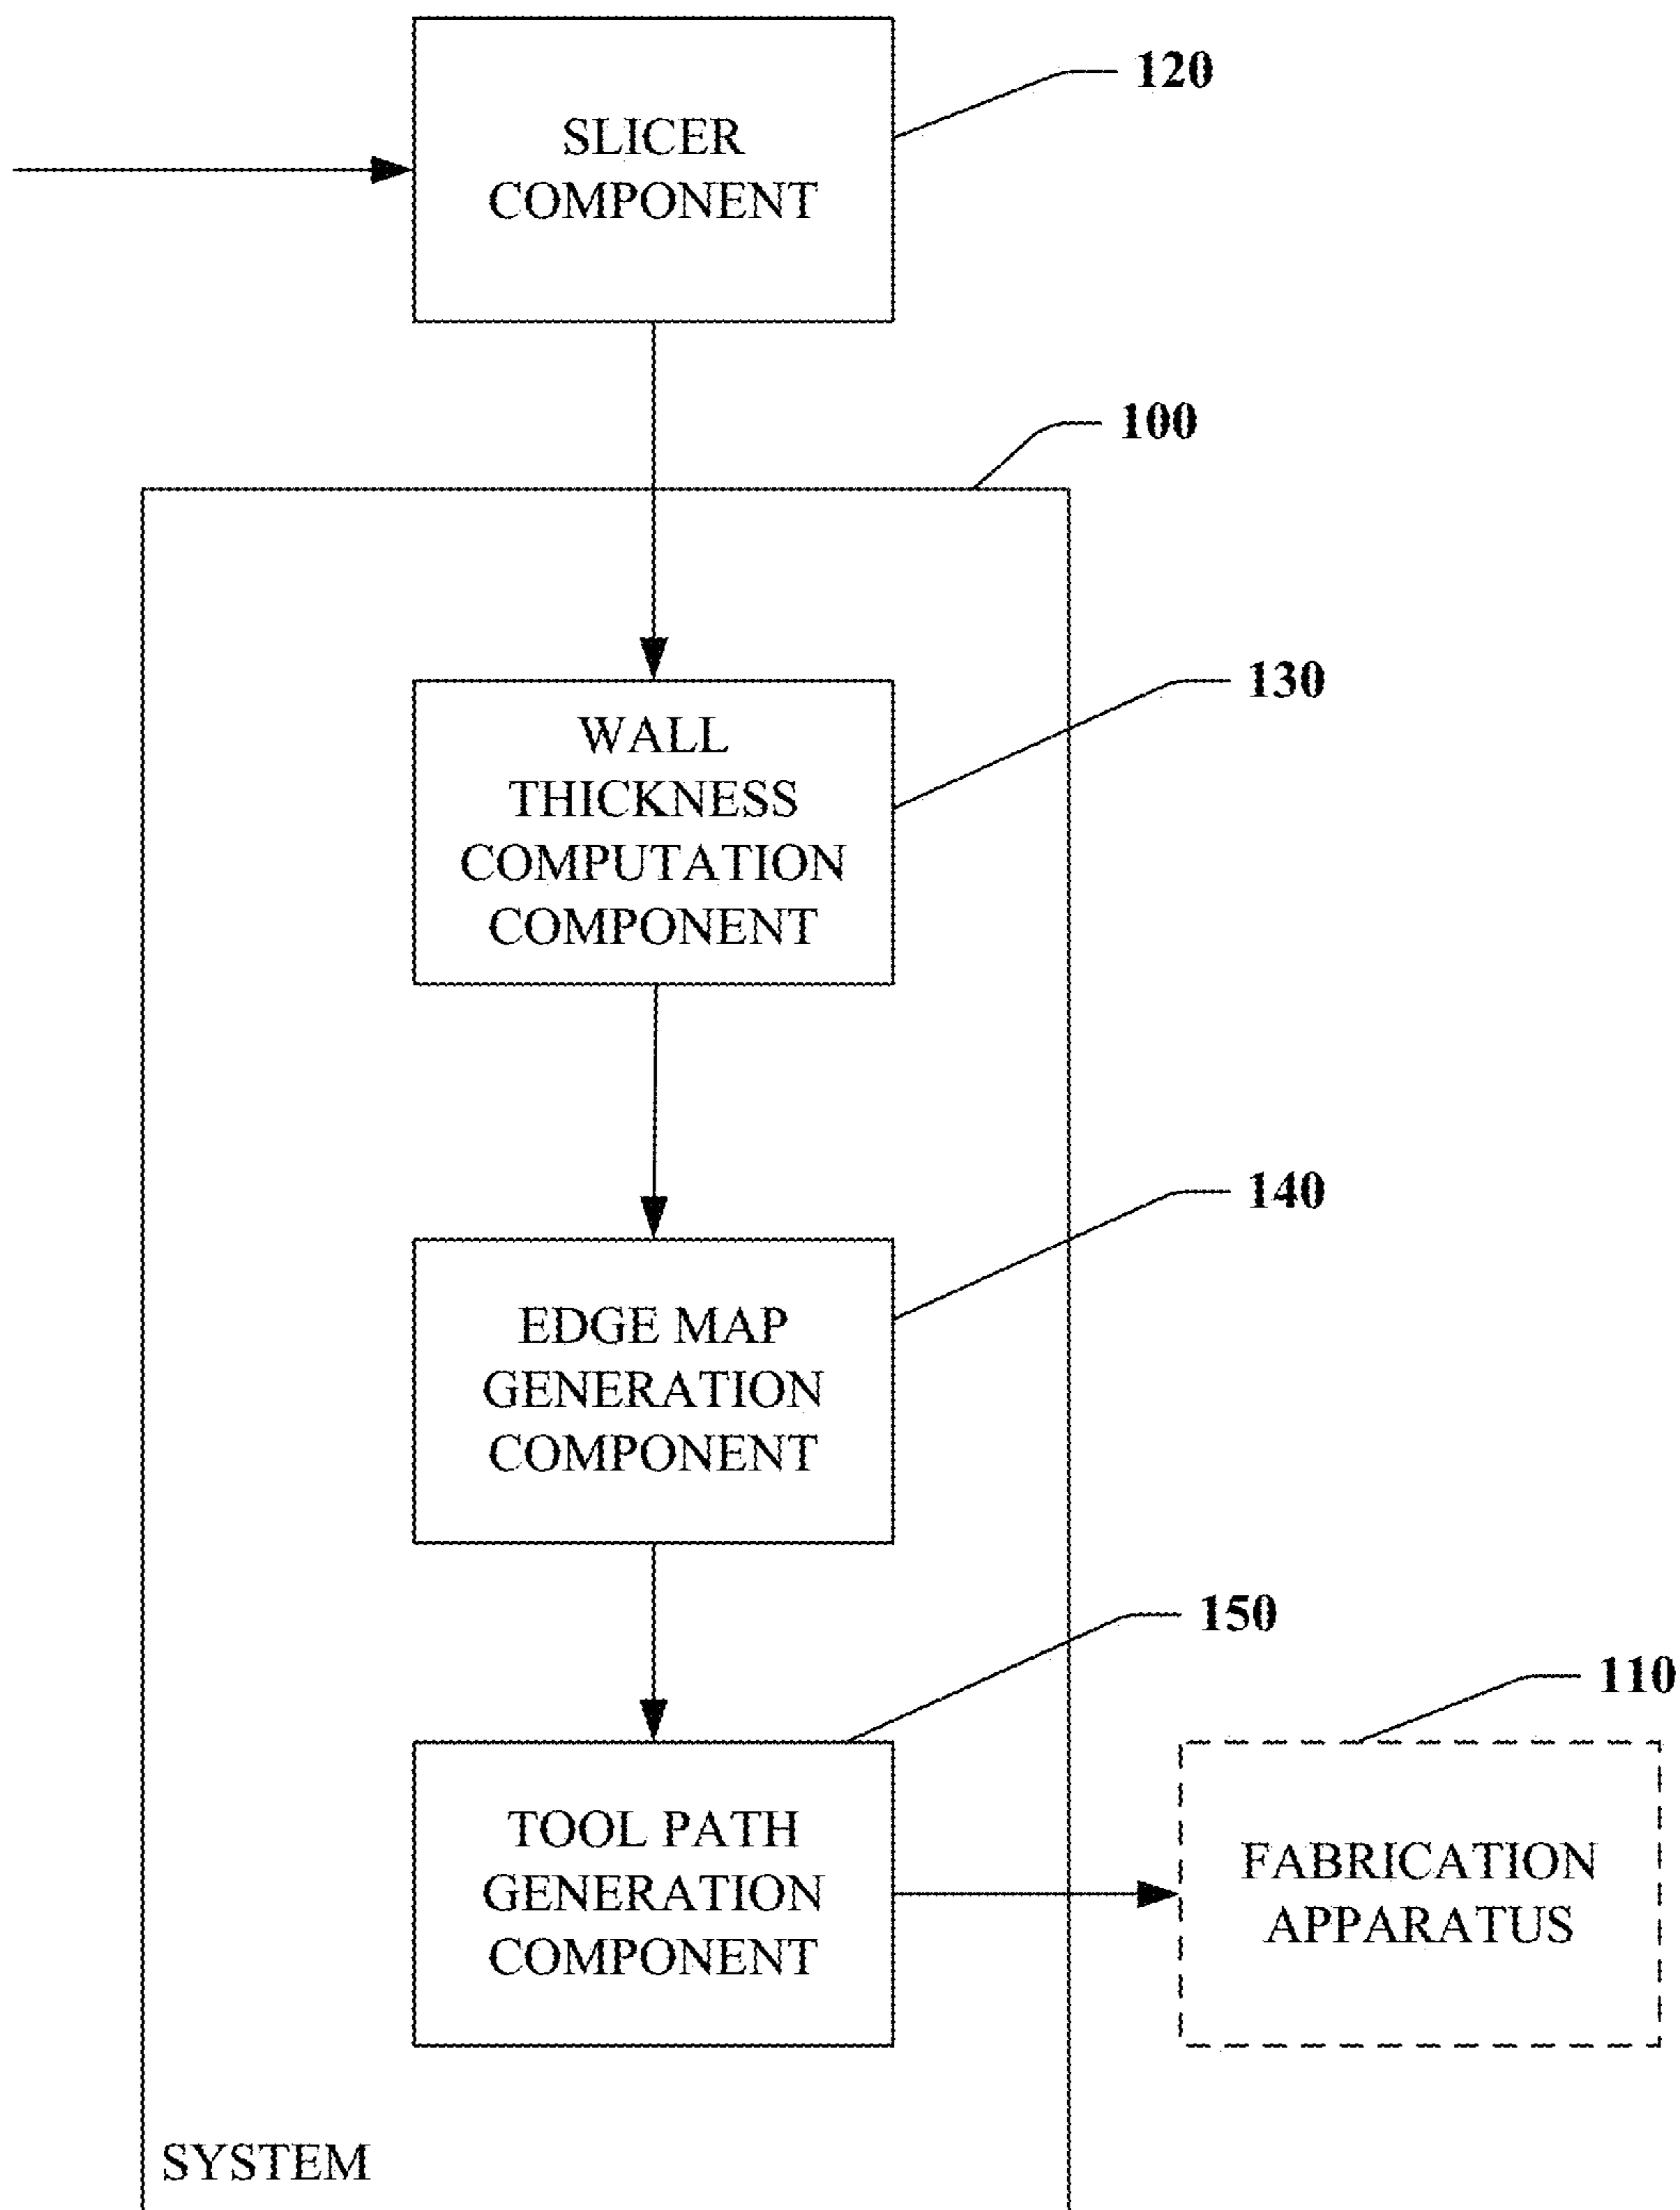 120
SLICER
COMPONENT
100
130
WALL
THICKNESS
COMPUTATION
COMPONENT
140
EDGE MAP
GENERATION
COMPONENT
150
110
TOOL PATH
GENERATION
COMPONENT
FABRICATION
APPARATUS
SYSTEM